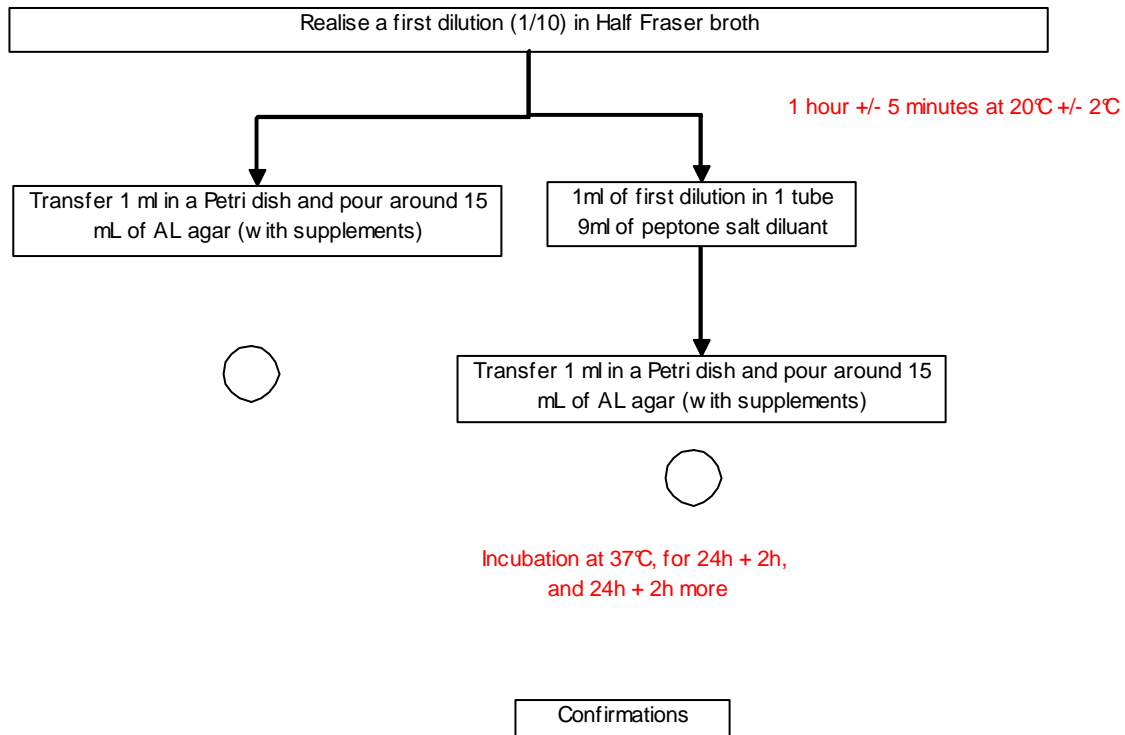 Realise a first dilution (1/10) in Half Fraser broth
1 hour +/- 5 minutes at 20℃ +/- 2℃
Transfer 1 ml in a Petri dish and pour around 15
mL of AL agar (with supplements)
1ml of first dilution in 1 tube
9ml of peptone salt diluant
Transfer 1 ml in a Petri dish and pour around 15
mL of AL agar (with supplements)
Incubation at 37℃, for 24h + 2h,
and 24h + 2h more
Confirmations